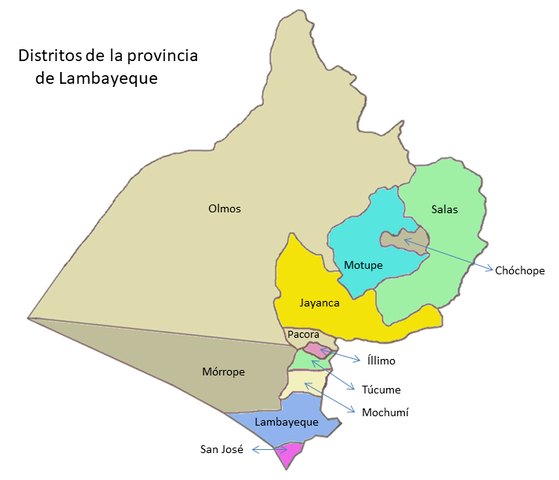 Distritos de la provincia
de Lambayeque
Olmos
Salas
Motupe
Chóchope
Jayanca
Pacora
Íllimo
Mórrope
Túcume
Mochumí
Lambayeque
San José